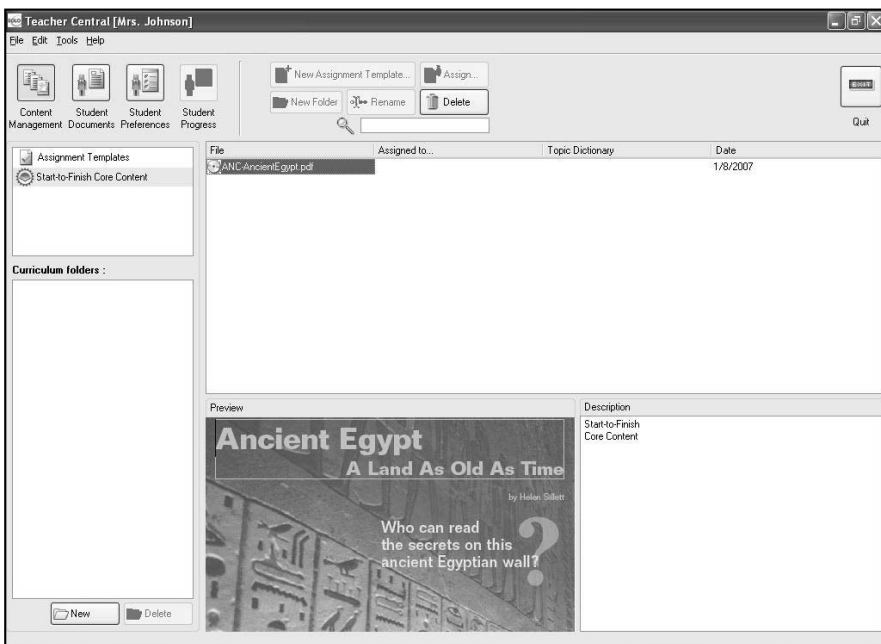 SOLO Teacher Central [Mrs. Johnson]
File Edit Tools Help
New Assignment Template... Assign...
Content Management
Student Documents
Student Preferences
Student Progress
New Folder Rename Delete
EXIT
Quit
Assignment Templates
Start-to-Finish Core Content
Curriculum folders :
New Delete
File Assigned to... Topic Dictionary Date
ANC-AncientEgypt.pdf 1/8/2007
Preview
Ancient Egypt
A Land As Old As Time
by Helen Sillett
Who can read
the secrets on this
ancient Egyptian wall?
?
Description
Start-to-Finish
Core Content